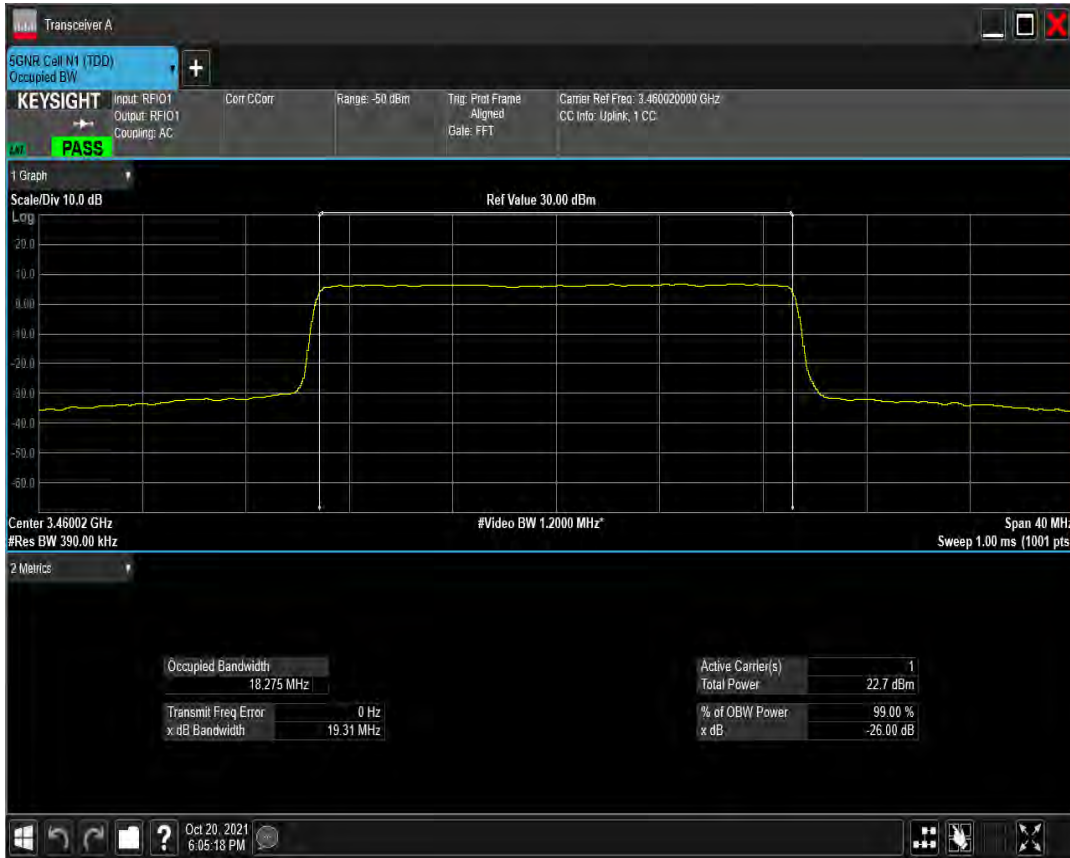 Transceiver A
5GNR Cell N1 (TDD)
Occupied BW
+
KEYSIGHT
Input: RFIO1
Output: RFIO1
Coupling: AC
Corr CCorr
Range: -50 dBm
Trig: Prot Frame
Aligned
Gate: FFT
Carrier Ref Freq: 3.460020000 GHz
CC Info: Uplink, 1 CC
PASS
1 Graph
Scale/Div 10.0 dB
Ref Value 30.00 dBm
Log
20.0
10.0
0.00
-10.0
-20.0
-30.0
-40.0
-50.0
-60.0
Center 3.46002 GHz
#Video BW 1.2000 MHz*
Span 40 MHz
#Res BW 390.00 kHz
Sweep 1.00 ms (1001 pts
2 Metrics
Occupied Bandwidth
18.275 MHz
Transmit Freq Error 0 Hz
x dB Bandwidth 19.31 MHz
Active Carrier(s) 1
Total Power 22.7 dBm
% of OBW Power 99.00 %
x dB -26.00 dB
?
Oct 20, 2021
6:05:18 PM